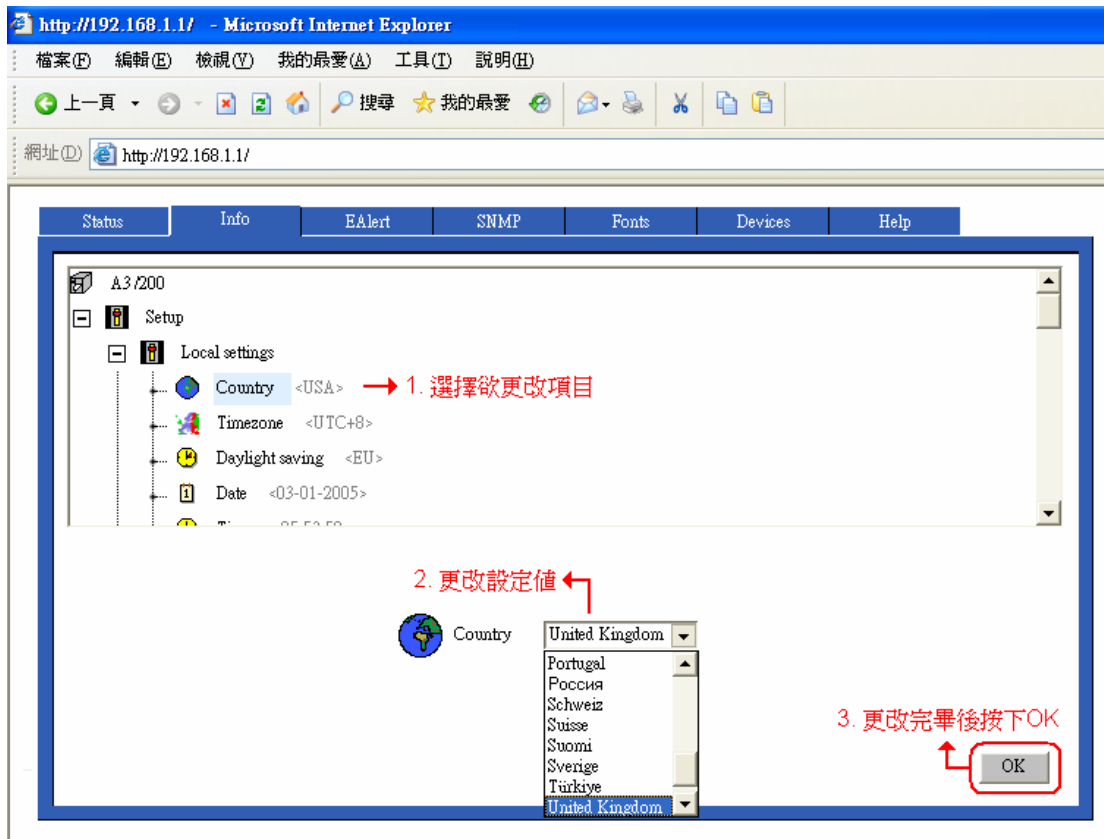 http://192.168.1.1/ - Microsoft Internet Explorer
檔案(F) 編輯(E) 檢視(V) 我的最愛(A) 工具(T) 說明(H)
上一頁 搜尋 我的最愛
網址(D) http://192.168.1.1/
Status Info EAlert SNMP Fonts Devices Help
A3/200
Setup
Local settings
Country <USA> 1. 選擇欲更改項目
Timezone <UTC+8>
Daylight saving <EU>
1 Date <03-01-2005>
2. 更改設定値
Country United Kingdom
Portugal
Россия
Schweiz
Suisse
Suomi
Sverige
Türkiye
United Kingdom
3. 更改完畢後按下OK
OK